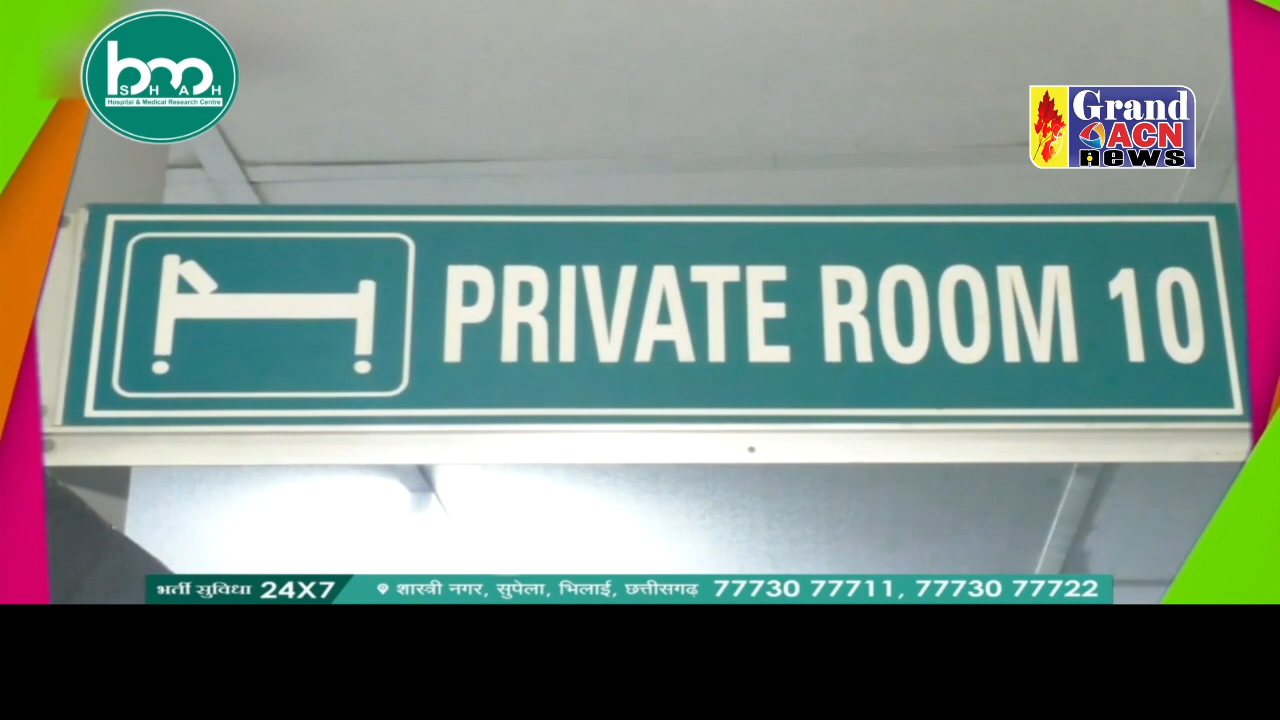 bm
SHAH
Hospital & Medical Research Centre
Grand
ACN
news
PRIVATE ROOM 10
भर्ती सुविधा 24X7
शास्त्री नगर, सुपेला, भिलाई, छत्तीसगढ़ 77730 77711, 77730 77722